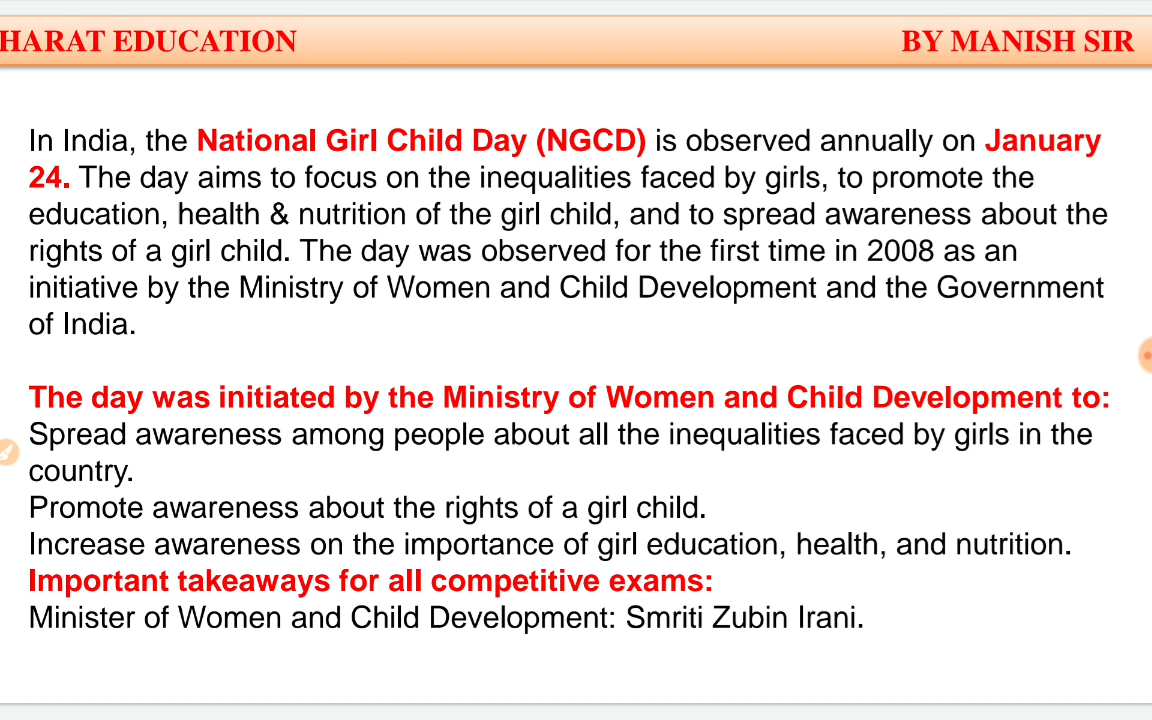 HARAT EDUCATION
BY MANISH SIR
In India, the National Girl Child Day (NGCD) is observed annually on January
24. The day aims to focus on the inequalities faced by girls, to promote the
education, health & nutrition of the girl child, and to spread awareness about the
rights of a girl child. The day was observed for the first time in 2008 as an
initiative by the Ministry of Women and Child Development and the Government
of India.
The day was initiated by the Ministry of Women and Child Development to:
Spread awareness among people about all the inequalities faced by girls in the
country.
Promote awareness about the rights of a girl child.
Increase awareness on the importance of girl education, health, and nutrition.
Important takeaways for all competitive exams:
Minister of Women and Child Development: Smriti Zubin Irani.